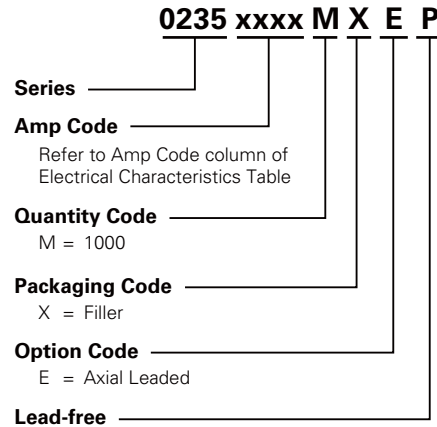 0235 xxxx M X E P
Series
Amp Code
Refer to Amp Code column of
Electrical Characteristics Table
Quantity Code
M = 1000
Packaging Code
X = Filler
Option Code
E = Axial Leaded
Lead-free